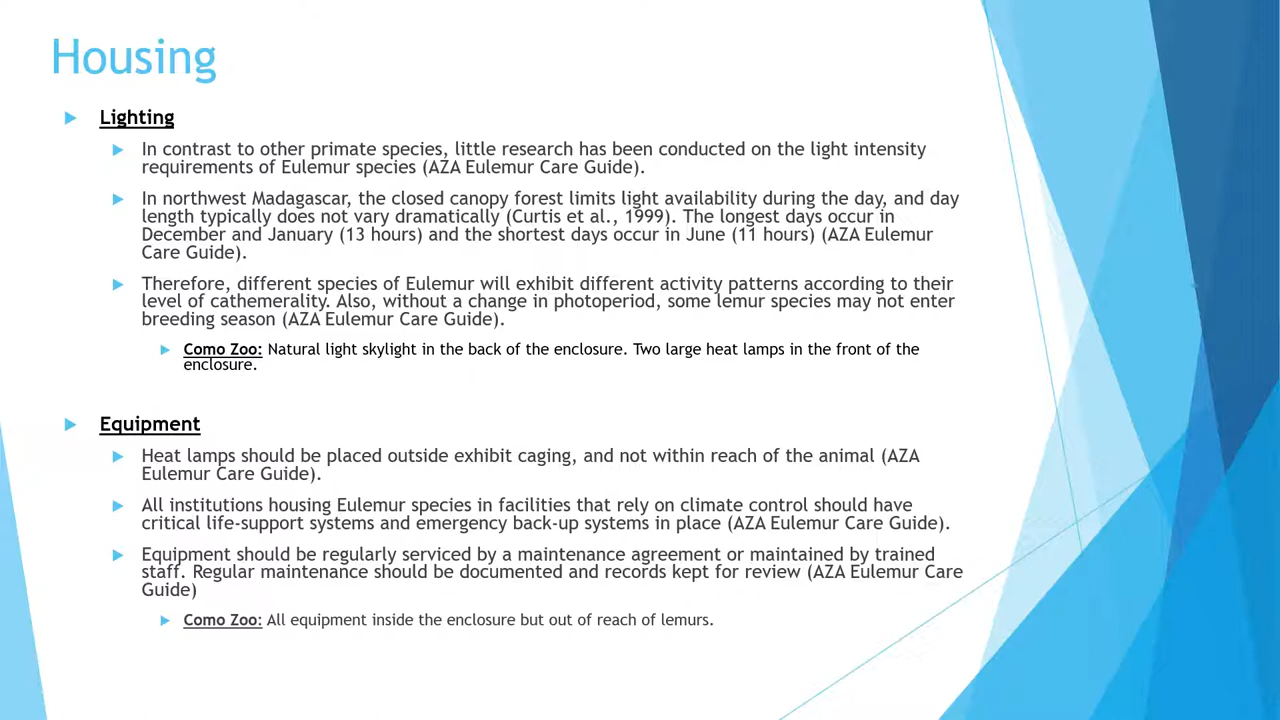 Housing
Lighting
In contrast to other primate species, little research has been conducted on the light intensity
requirements of Eulemur species (AZA Eulemur Care Guide).
In northwest Madagascar, the closed canopy forest limits light availability during the day, and day
length typically does not vary dramatically (Curtis et al., 1999). The longest days occur in
December and January (13 hours) and the shortest days occur in June (11 hours) (AZA Eulemur
Care Guide).
Therefore, different species of Eulemur will exhibit different activity patterns according to their
level of cathemerality. Also, without a change in photoperiod, some lemur species may not enter
breeding season (AZA Eulemur Care Guide).
Como Zoo: Natural light skylight in the back of the enclosure. Two large heat lamps in the front of the
enclosure.
Equipment
Heat lamps should be placed outside exhibit caging, and not within reach of the animal (AZA
Eulemur Care Guide).
All institutions housing Eulemur species in facilities that rely on climate control should have
critical life-support systems and emergency back-up systems in place (AZA Eulemur Care Guide).
Equipment should be regularly serviced by a maintenance agreement or maintained by trained
staff. Regular maintenance should be documented and records kept for review (AZA Eulemur Care
Guide)
Como Zoo: All equipment inside the enclosure but out of reach of lemurs.